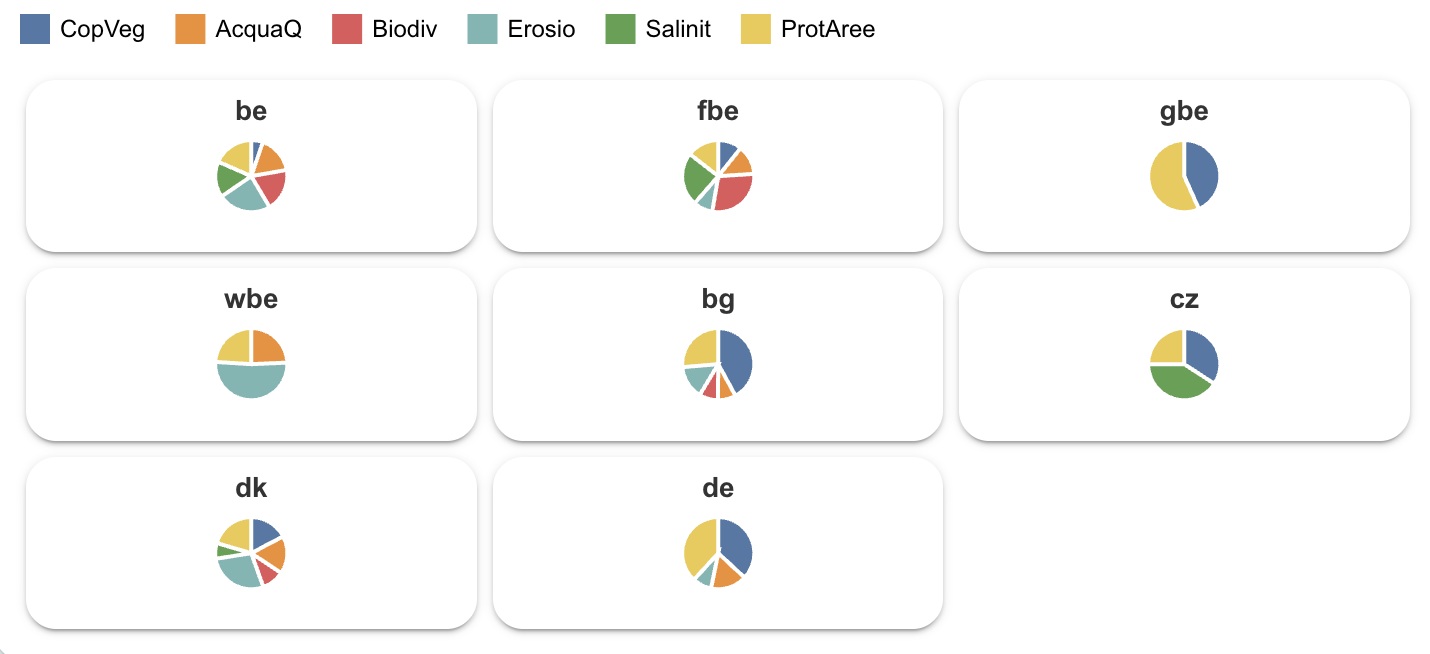 CopVeg AcquaQ Biodiv Erosio Salinit ProtAree
be fbe gbe
wbe bg cz
dk de